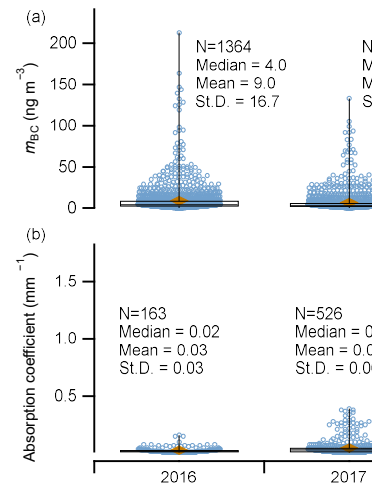 (a)
200
150
100
50
0
mBC (ng m−3)
N=1364
Median = 4.0
Mean = 9.0
St.D. = 16.7
N
M
M
S
(b)
1.5
1.0
0.5
Absorption coefficient (mm−1)
N=163
Median = 0.02
Mean = 0.03
St.D. = 0.03
N=526
Median = 0
Mean = 0.0
St.D. = 0.0
2016
2017